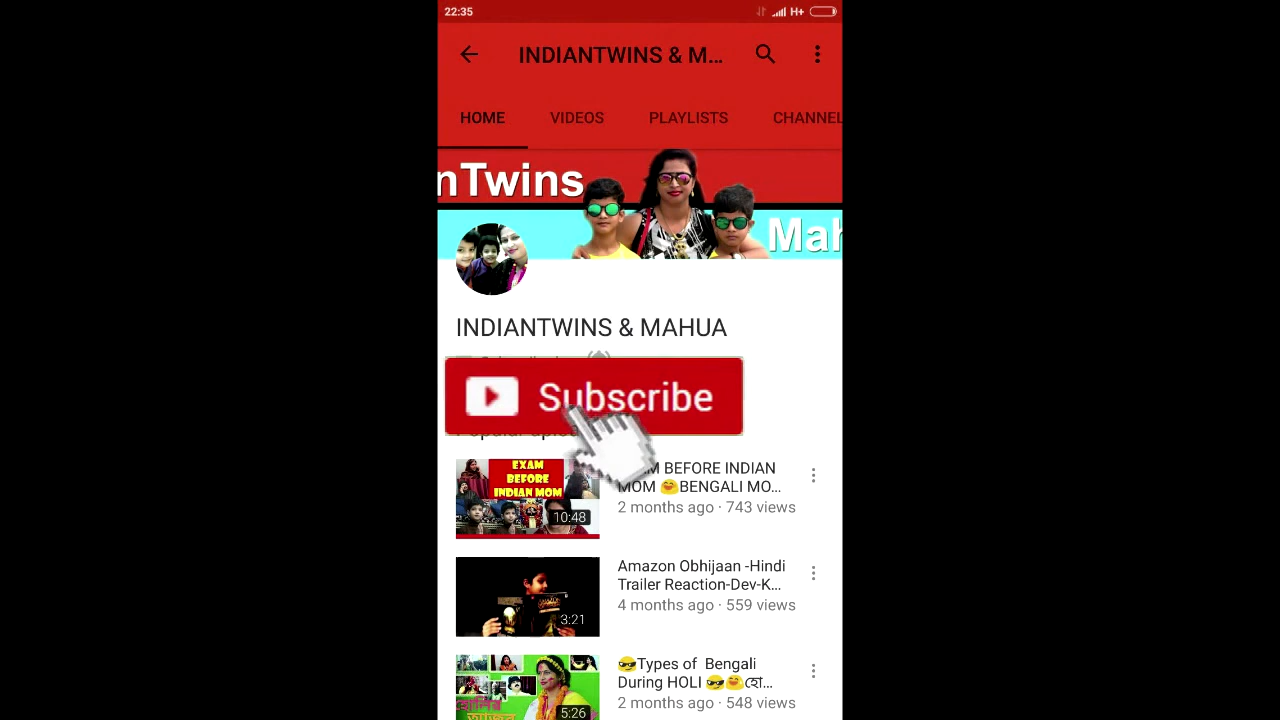 22:35
H+
INDIANTWINS & M...
HOME
VIDEOS
PLAYLISTS
CHANNEL
nTwins
Mah
INDIANTWINS & MAHUA
Subscribe
EXAM
BEFORE
INDIAN MOM
10:48
M BEFORE INDIAN
MOM 😄BENGALI MO...
2 months ago · 743 views
3:21
Amazon Obhijaan -Hindi
Trailer Reaction-Dev-K...
4 months ago · 559 views
হোলির
আজব
5:26
😎Types of Bengali
During HOLI 😎😄হো...
2 months ago · 548 views